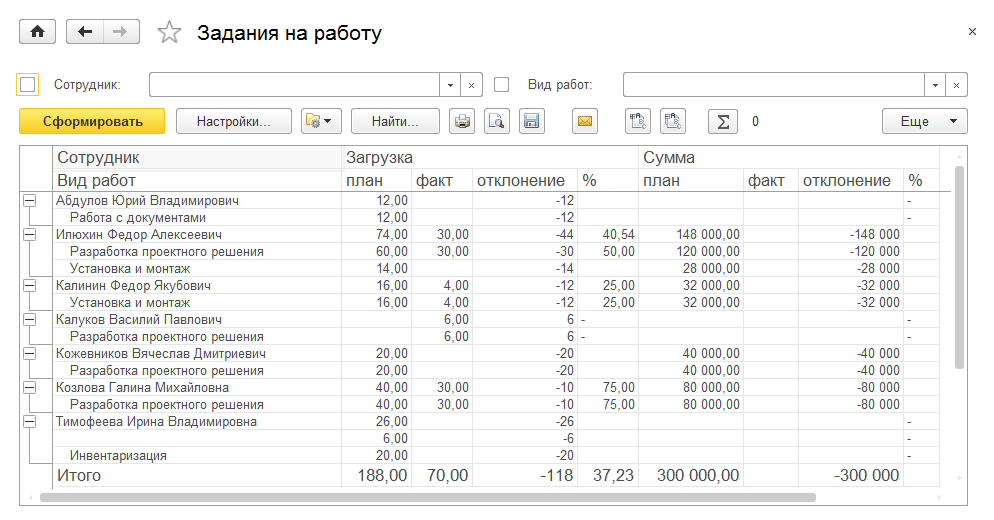 Задания на работу
Сотрудник: Вид работ:
Сформировать Настройки... Найти... Σ 0 Еще
Сотрудник Загрузка Сумма
Вид работ план факт отклонение % план факт отклонение %
Абдулов Юрий Владимирович 12,00 -12 -
Работа с документами 12,00 -12 -
Илюхин Федор Алексеевич 74,00 30,00 -44 40,54 148 000,00 -148 000
Разработка проектного решения 60,00 30,00 -30 50,00 120 000,00 -120 000
Установка и монтаж 14,00 -14 28 000,00 -28 000
Калинин Федор Якубович 16,00 4,00 -12 25,00 32 000,00 -32 000
Установка и монтаж 16,00 4,00 -12 25,00 32 000,00 -32 000
Калуков Василий Павлович 6,00 6 - -
Разработка проектного решения 6,00 6 - -
Кожевников Вячеслав Дмитриевич 20,00 -20 40 000,00 -40 000
Разработка проектного решения 20,00 -20 40 000,00 -40 000
Козлова Галина Михайловна 40,00 30,00 -10 75,00 80 000,00 -80 000
Разработка проектного решения 40,00 30,00 -10 75,00 80 000,00 -80 000
Тимофеева Ирина Владимировна 26,00 -26 -
6,00 -6 -
Инвентаризация 20,00 -20 -
Итого 188,00 70,00 -118 37,23 300 000,00 -300 000